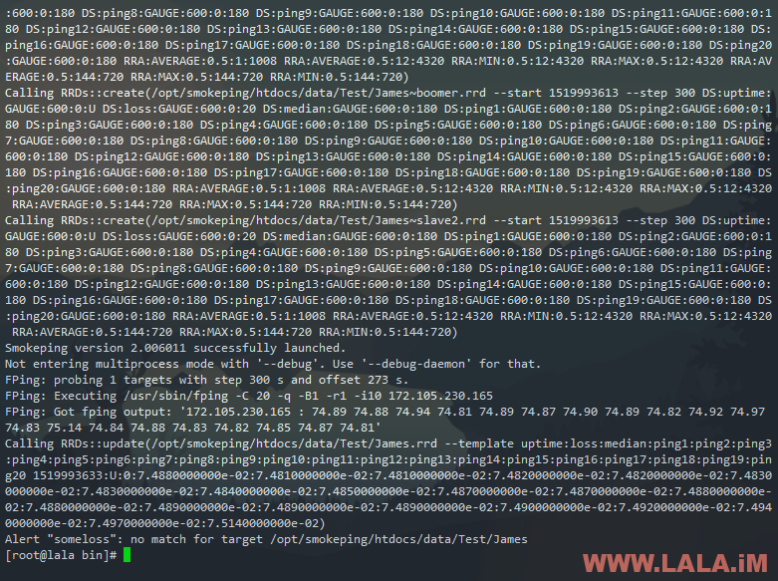 :600:0:180 DS:ping8:GAUGE:600:0:180 DS:ping9:GAUGE:600:0:180 DS:ping10:GAUGE:600:0:180 DS:ping11:GAUGE:600:0:1
80 DS:ping12:GAUGE:600:0:180 DS:ping13:GAUGE:600:0:180 DS:ping14:GAUGE:600:0:180 DS:ping15:GAUGE:600:0:180 DS:
ping16:GAUGE:600:0:180 DS:ping17:GAUGE:600:0:180 DS:ping18:GAUGE:600:0:180 DS:ping19:GAUGE:600:0:180 DS:ping20
:GAUGE:600:0:180 RRA:AVERAGE:0.5:1:1008 RRA:AVERAGE:0.5:12:4320 RRA:MIN:0.5:12:4320 RRA:MAX:0.5:12:4320 RRA:AV
ERAGE:0.5:144:720 RRA:MAX:0.5:144:720 RRA:MIN:0.5:144:720)
Calling RRDs::create(/opt/smokeping/htdocs/data/Test/James~boomer.rrd --start 1519993613 --step 300 DS:uptime:
GAUGE:600:0:U DS:loss:GAUGE:600:0:20 DS:median:GAUGE:600:0:180 DS:ping1:GAUGE:600:0:180 DS:ping2:GAUGE:600:0:1
80 DS:ping3:GAUGE:600:0:180 DS:ping4:GAUGE:600:0:180 DS:ping5:GAUGE:600:0:180 DS:ping6:GAUGE:600:0:180 DS:ping
7:GAUGE:600:0:180 DS:ping8:GAUGE:600:0:180 DS:ping9:GAUGE:600:0:180 DS:ping10:GAUGE:600:0:180 DS:ping11:GAUGE:
600:0:180 DS:ping12:GAUGE:600:0:180 DS:ping13:GAUGE:600:0:180 DS:ping14:GAUGE:600:0:180 DS:ping15:GAUGE:600:0:
180 DS:ping16:GAUGE:600:0:180 DS:ping17:GAUGE:600:0:180 DS:ping18:GAUGE:600:0:180 DS:ping19:GAUGE:600:0:180 DS
:ping20:GAUGE:600:0:180 RRA:AVERAGE:0.5:1:1008 RRA:AVERAGE:0.5:12:4320 RRA:MIN:0.5:12:4320 RRA:MAX:0.5:12:4320
RRA:AVERAGE:0.5:144:720 RRA:MAX:0.5:144:720 RRA:MIN:0.5:144:720)
Calling RRDs::create(/opt/smokeping/htdocs/data/Test/James~slave2.rrd --start 1519993613 --step 300 DS:uptime:
GAUGE:600:0:U DS:loss:GAUGE:600:0:20 DS:median:GAUGE:600:0:180 DS:ping1:GAUGE:600:0:180 DS:ping2:GAUGE:600:0:1
80 DS:ping3:GAUGE:600:0:180 DS:ping4:GAUGE:600:0:180 DS:ping5:GAUGE:600:0:180 DS:ping6:GAUGE:600:0:180 DS:ping
7:GAUGE:600:0:180 DS:ping8:GAUGE:600:0:180 DS:ping9:GAUGE:600:0:180 DS:ping10:GAUGE:600:0:180 DS:ping11:GAUGE:
600:0:180 DS:ping12:GAUGE:600:0:180 DS:ping13:GAUGE:600:0:180 DS:ping14:GAUGE:600:0:180 DS:ping15:GAUGE:600:0:
180 DS:ping16:GAUGE:600:0:180 DS:ping17:GAUGE:600:0:180 DS:ping18:GAUGE:600:0:180 DS:ping19:GAUGE:600:0:180 DS
:ping20:GAUGE:600:0:180 RRA:AVERAGE:0.5:1:1008 RRA:AVERAGE:0.5:12:4320 RRA:MIN:0.5:12:4320 RRA:MAX:0.5:12:4320
RRA:AVERAGE:0.5:144:720 RRA:MAX:0.5:144:720 RRA:MIN:0.5:144:720)
Smokeping version 2.006011 successfully launched.
Not entering multiprocess mode with '--debug'. Use '--debug-daemon' for that.
FPing: probing 1 targets with step 300 s and offset 273 s.
FPing: Executing /usr/sbin/fping -C 20 -q -B1 -r1 -i10 172.105.230.165
FPing: Got fping output: '172.105.230.165 : 74.89 74.88 74.94 74.81 74.89 74.87 74.90 74.89 74.82 74.92 74.97
74.83 75.14 74.84 74.88 74.83 74.82 74.85 74.87 74.81'
Calling RRDs::update(/opt/smokeping/htdocs/data/Test/James.rrd --template uptime:loss:median:ping1:ping2:ping3
:ping4:ping5:ping6:ping7:ping8:ping9:ping10:ping11:ping12:ping13:ping14:ping15:ping16:ping17:ping18:ping19:pin
g20 1519993633:U:0:7.4880000000e-02:7.4810000000e-02:7.4810000000e-02:7.4820000000e-02:7.4820000000e-02:7.4830
000000e-02:7.4830000000e-02:7.4840000000e-02:7.4850000000e-02:7.4870000000e-02:7.4870000000e-02:7.4880000000e-
02:7.4880000000e-02:7.4890000000e-02:7.4890000000e-02:7.4890000000e-02:7.4900000000e-02:7.4920000000e-02:7.494
0000000e-02:7.4970000000e-02:7.5140000000e-02)
Alert "someloss": no match for target /opt/smokeping/htdocs/data/Test/James
[root@lala bin]#
WWW.LALA.iM